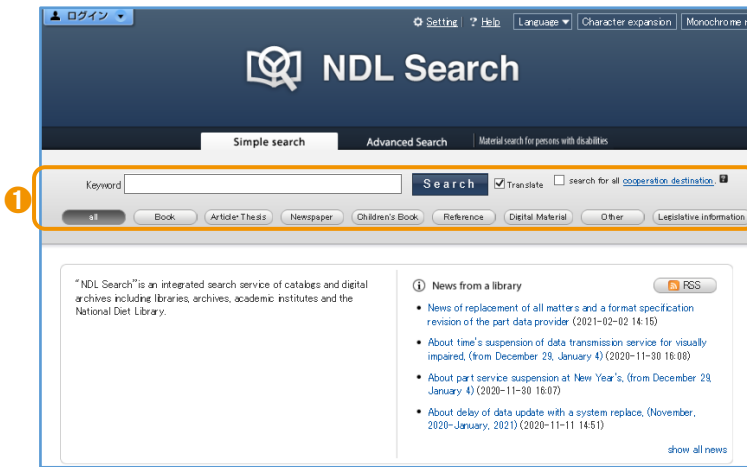 ログイン
Setting | ? Help Language Character expansion Monochrome
NDL Search
Simple search Advanced Search Material search for persons with disabilities
1
Keyword Search Translate search for all cooperation destination. ?
all Book Article・Thesis Newspaper Children's Book Reference Digital Material Other Legislative information
"NDL Search"is an integrated search service of catalogs and digital
archives including libraries, archives, academic institutes and the
National Diet Library.
i News from a library RSS
• News of replacement of all matters and a format specification
revision of the part data provider (2021-02-02 14:15)
• About time's suspension of data transmission service for visually
impaired, (from December 29, January 4) (2020-11-30 16:08)
• About part service suspension at New Year's, (from December 29,
January 4) (2020-11-30 16:07)
• About delay of data update with a system replace, (November,
2020-January, 2021) (2020-11-11 14:51)
show all news